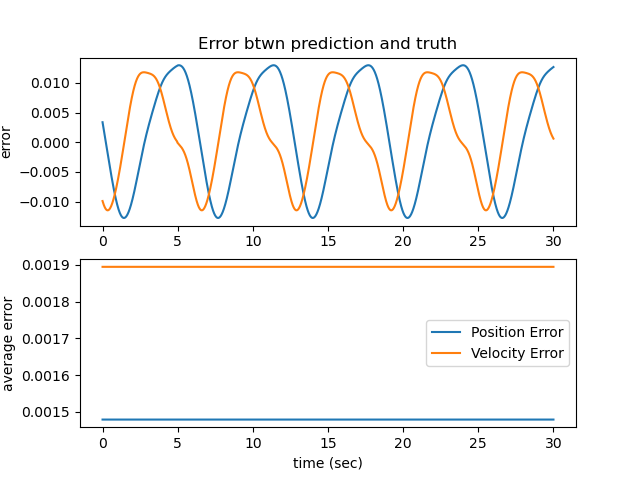 Error btwn prediction and truth
error
0.010
0.005
0.000
−0.005
−0.010
0 5 10 15 20 25 30
average error
0.0019
0.0018
0.0017
0.0016
0.0015
Position Error
Velocity Error
0 5 10 15 20 25 30
time (sec)